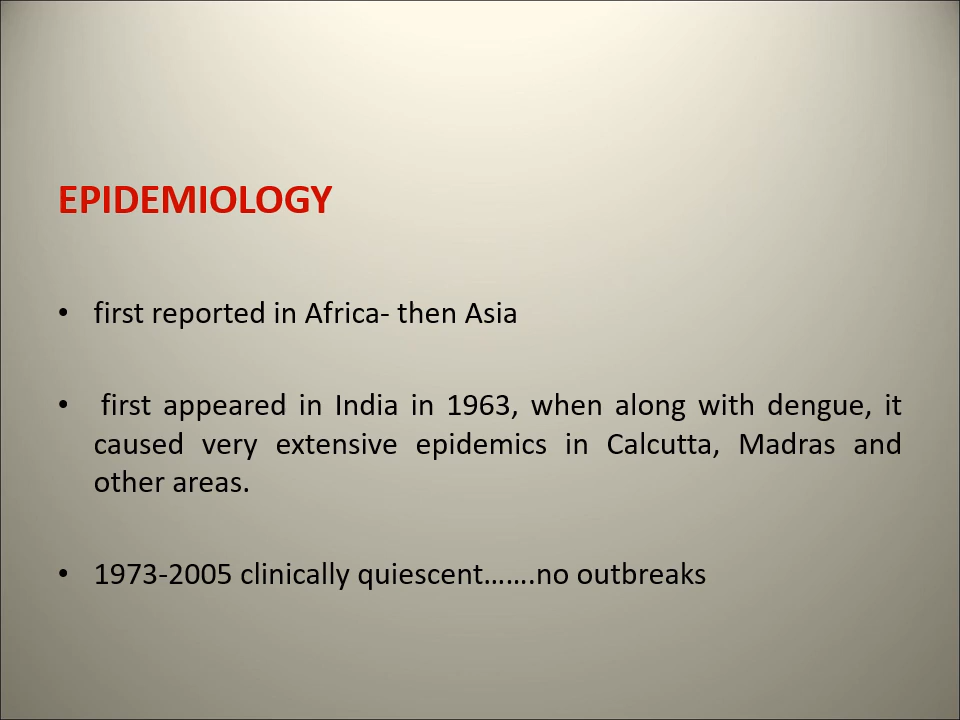 EPIDEMIOLOGY
• first reported in Africa- then Asia
• first appeared in India in 1963, when along with dengue, it
caused very extensive epidemics in Calcutta, Madras and
other areas.
• 1973-2005 clinically quiescent…….no outbreaks